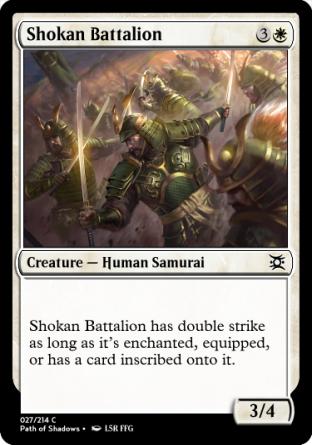 Shokan Battalion 3
Creature — Human Samurai
Shokan Battalion has double strike
as long as it's enchanted, equipped,
or has a card inscribed onto it.
3/4
027/214 C
Path of Shadows • LSR FFG